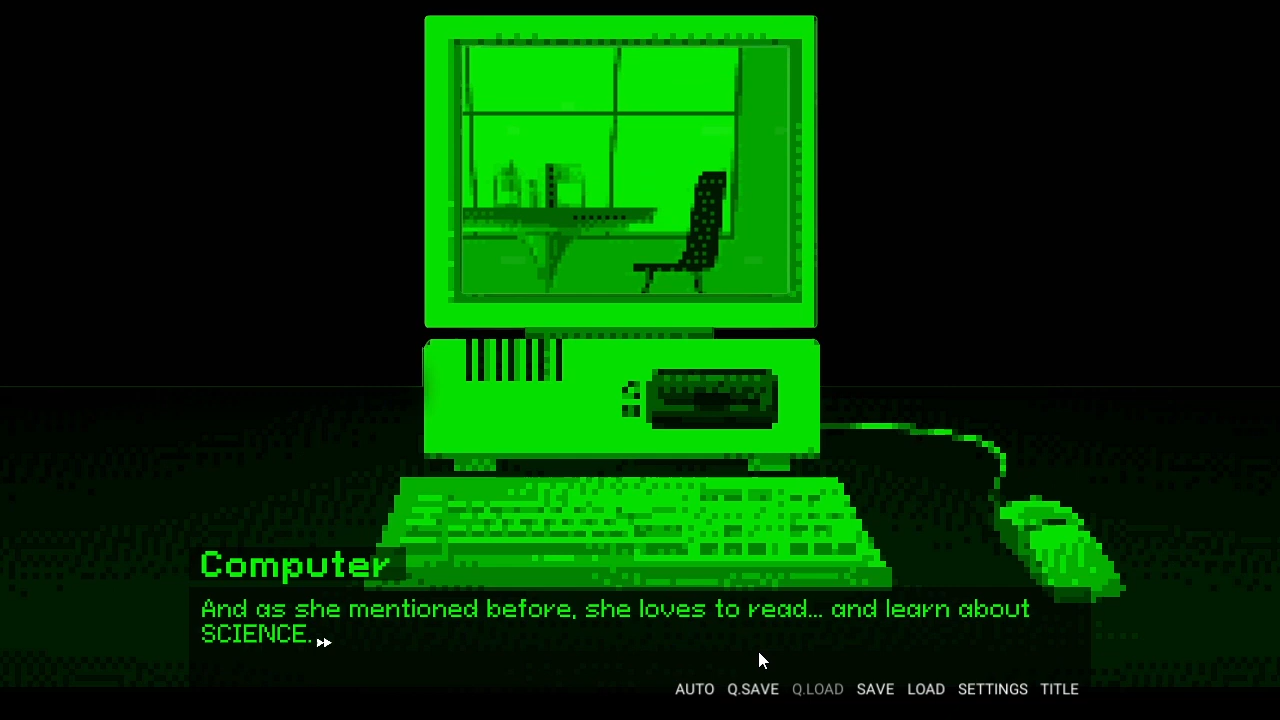 Computer
And as she mentioned before, she loves to read... and learn about
SCIENCE.
AUTO Q.SAVE Q.LOAD SAVE LOAD SETTINGS TITLE